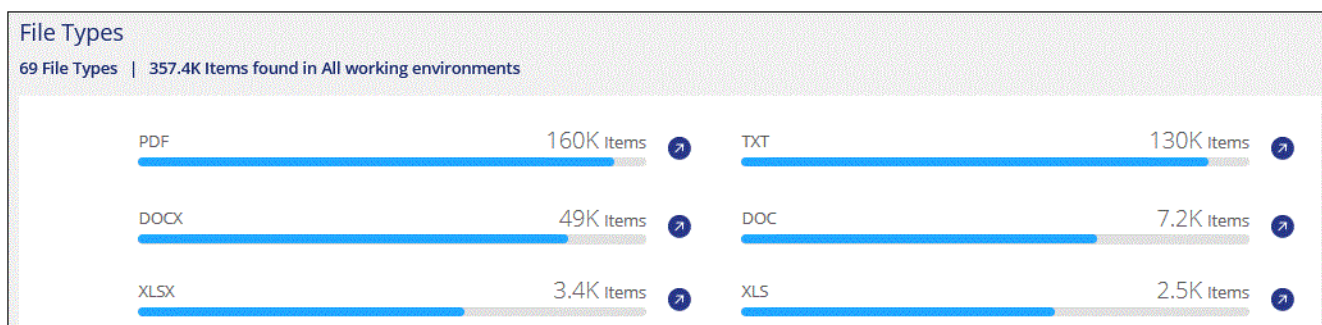 File Types
69 File Types | 357.4K Items found in All working environments
PDF 160K Items
TXT 130K Items
DOCX 49K Items
DOC 7.2K Items
XLSX 3.4K Items
XLS 2.5K Items